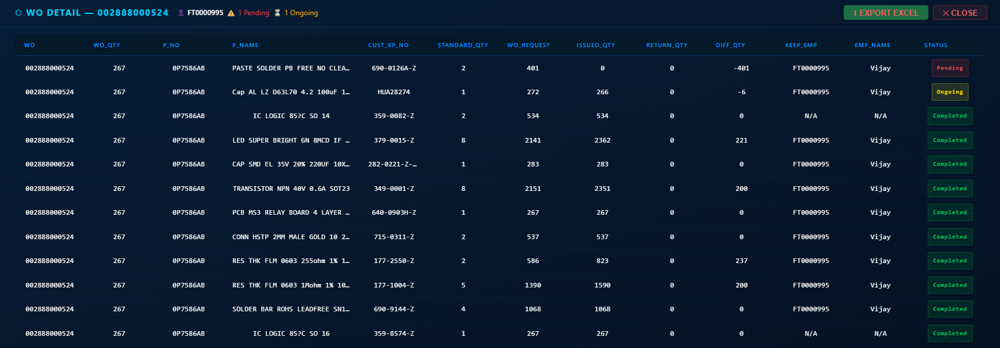 WO DETAIL — 002888000524 FT0000995 1 Pending 1 Ongoing EXPORT EXCEL CLOSE
WO WO_QTY P_NO P_NAME CUST_KP_NO STANDARD_QTY WO_REQUEST ISSUED_QTY RETURN_QTY DIFF_QTY KEEP_EMP EMP_NAME STATUS
002888000524 267 0P7586AB PASTE SOLDER PB FREE NO CLEA… 690-0126A-Z 2 401 0 0 -401 FT0000995 Vijay Pending
002888000524 267 0P7586AB Cap AL LZ D63L70 4.2 100uF 1… HUA28274 1 272 266 0 -6 FT0000995 Vijay Ongoing
002888000524 267 0P7586AB IC LOGIC 85?C SO 14 359-0082-Z 2 534 534 0 0 N/A N/A Completed
002888000524 267 0P7586AB LED SUPER BRIGHT GN 8MCD IF … 379-0015-Z 8 2141 2362 0 221 FT0000995 Vijay Completed
002888000524 267 0P7586AB CAP SMD EL 35V 20% 220UF 10X… 282-0221-Z-… 1 283 283 0 0 FT0000995 Vijay Completed
002888000524 267 0P7586AB TRANSISTOR NPN 40V 0.6A SOT23 349-0001-Z 8 2151 2351 0 200 FT0000995 Vijay Completed
002888000524 267 0P7586AB PCB MS3 RELAY BOARD 4 LAYER … 640-0903H-Z 1 267 267 0 0 FT0000995 Vijay Completed
002888000524 267 0P7586AB CONN HSTP 2MM MALE GOLD 10 2… 715-0311-Z 2 537 537 0 0 FT0000995 Vijay Completed
002888000524 267 0P7586AB RES THK FLM 0603 255ohm 1% 1… 177-2550-Z 2 586 823 0 237 FT0000995 Vijay Completed
002888000524 267 0P7586AB RES THK FLM 0603 1Mohm 1% 10… 177-1004-Z 5 1390 1590 0 200 FT0000995 Vijay Completed
002888000524 267 0P7586AB SOLDER BAR ROHS LEADFREE SN1… 690-9144-Z 4 1068 1068 0 0 FT0000995 Vijay Completed
002888000524 267 0P7586AB IC LOGIC 85?C SO 16 359-8574-Z 1 267 267 0 0 N/A N/A Completed